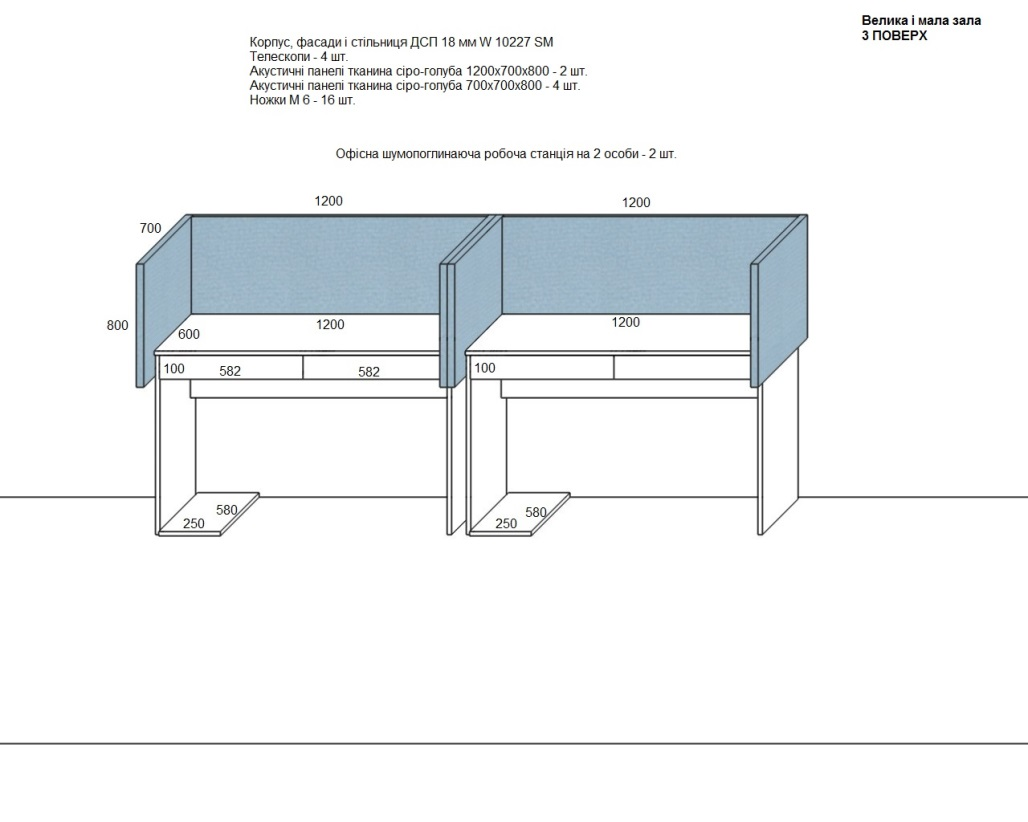 Велика і мала зала
3 ПОВЕРХ
Корпус, фасади і стільниця ДСП 18 мм W 10227 SM
Телескопи - 4 шт.
Акустичні панелі тканина сіро-голуба 1200х700х800 - 2 шт.
Акустичні панелі тканина сіро-голуба 700х700х800 - 4 шт.
Ножки М 6 - 16 шт.
Офісна шумопоглинаюча робоча станція на 2 особи - 2 шт.
1200
1200
700
800
1200
1200
600
100
582
582
100
580
250
580
250